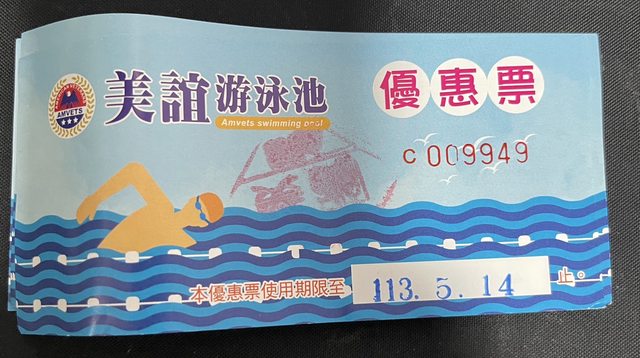 AMVETS
美誼游泳池
Amvets swimming pool
優惠票
C 009949
本優惠票使用期限至 113. 5. 14 止。